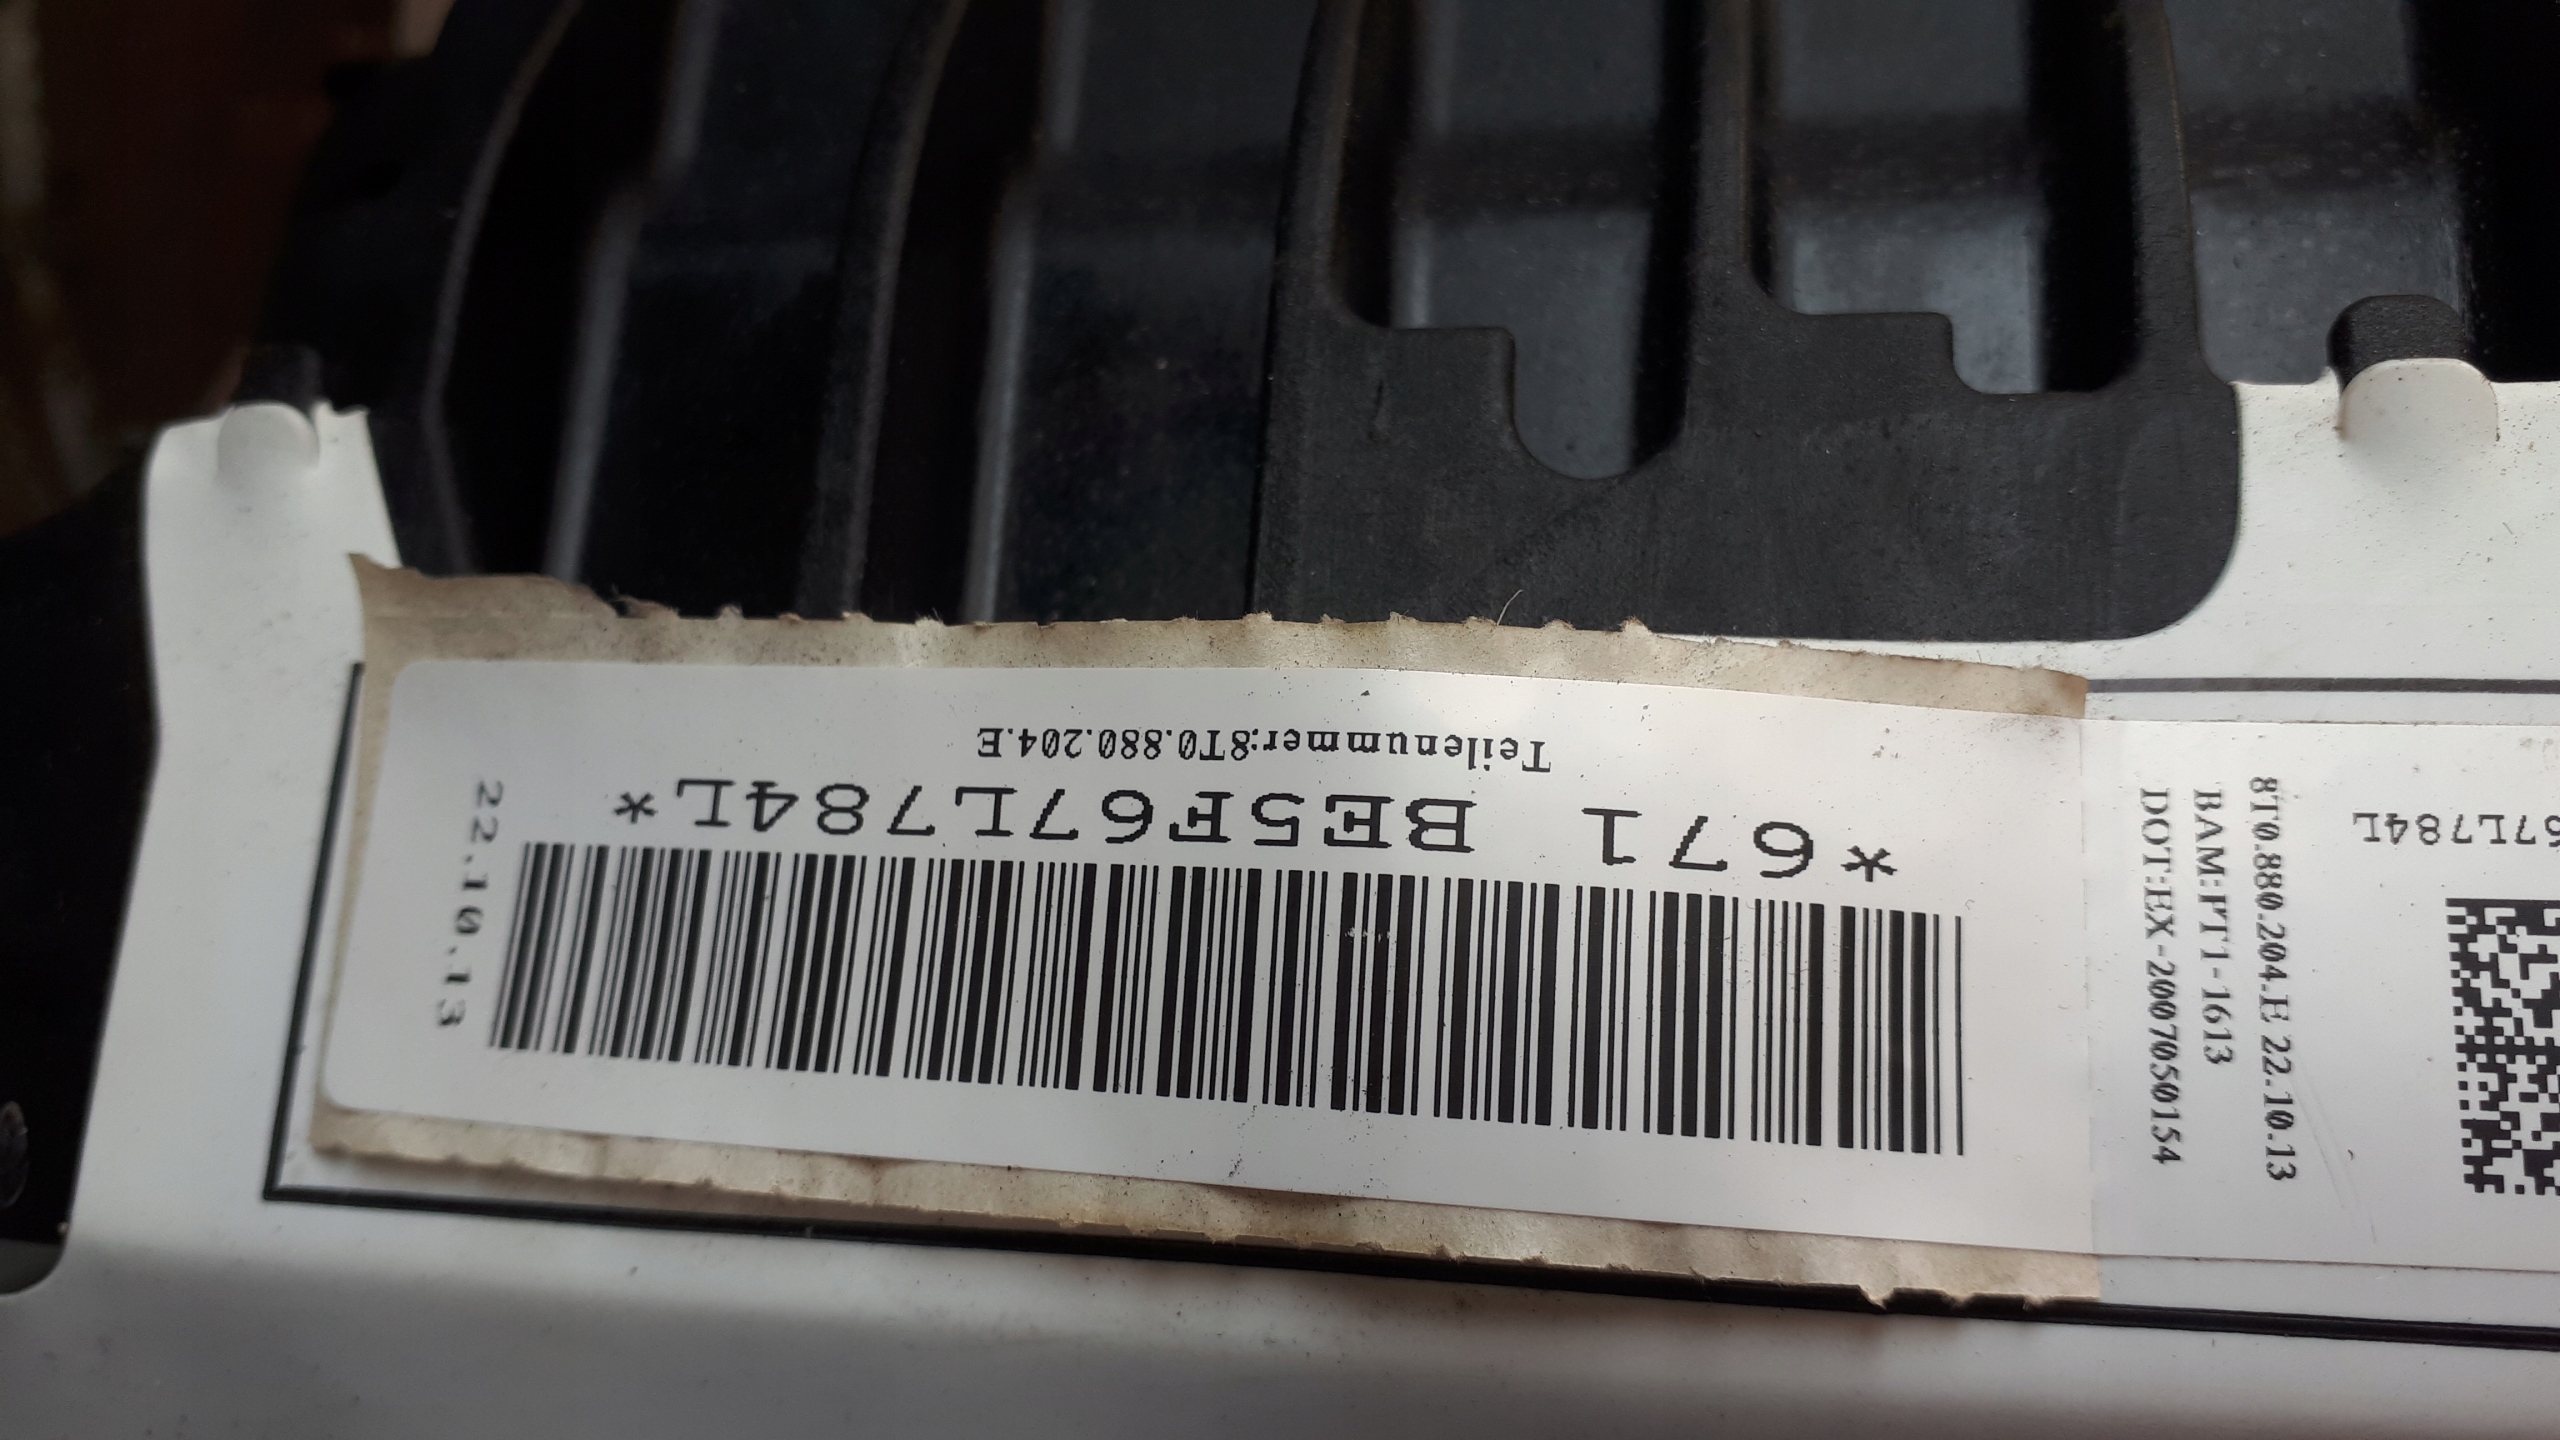 Teilenummer:8T0.880.204.E
*671 BE5F67L784L*
22.10.13
67L784L
8T0.880.204.E 22.10.13
BAM:PT1-1613
DOT:EX-2007050154